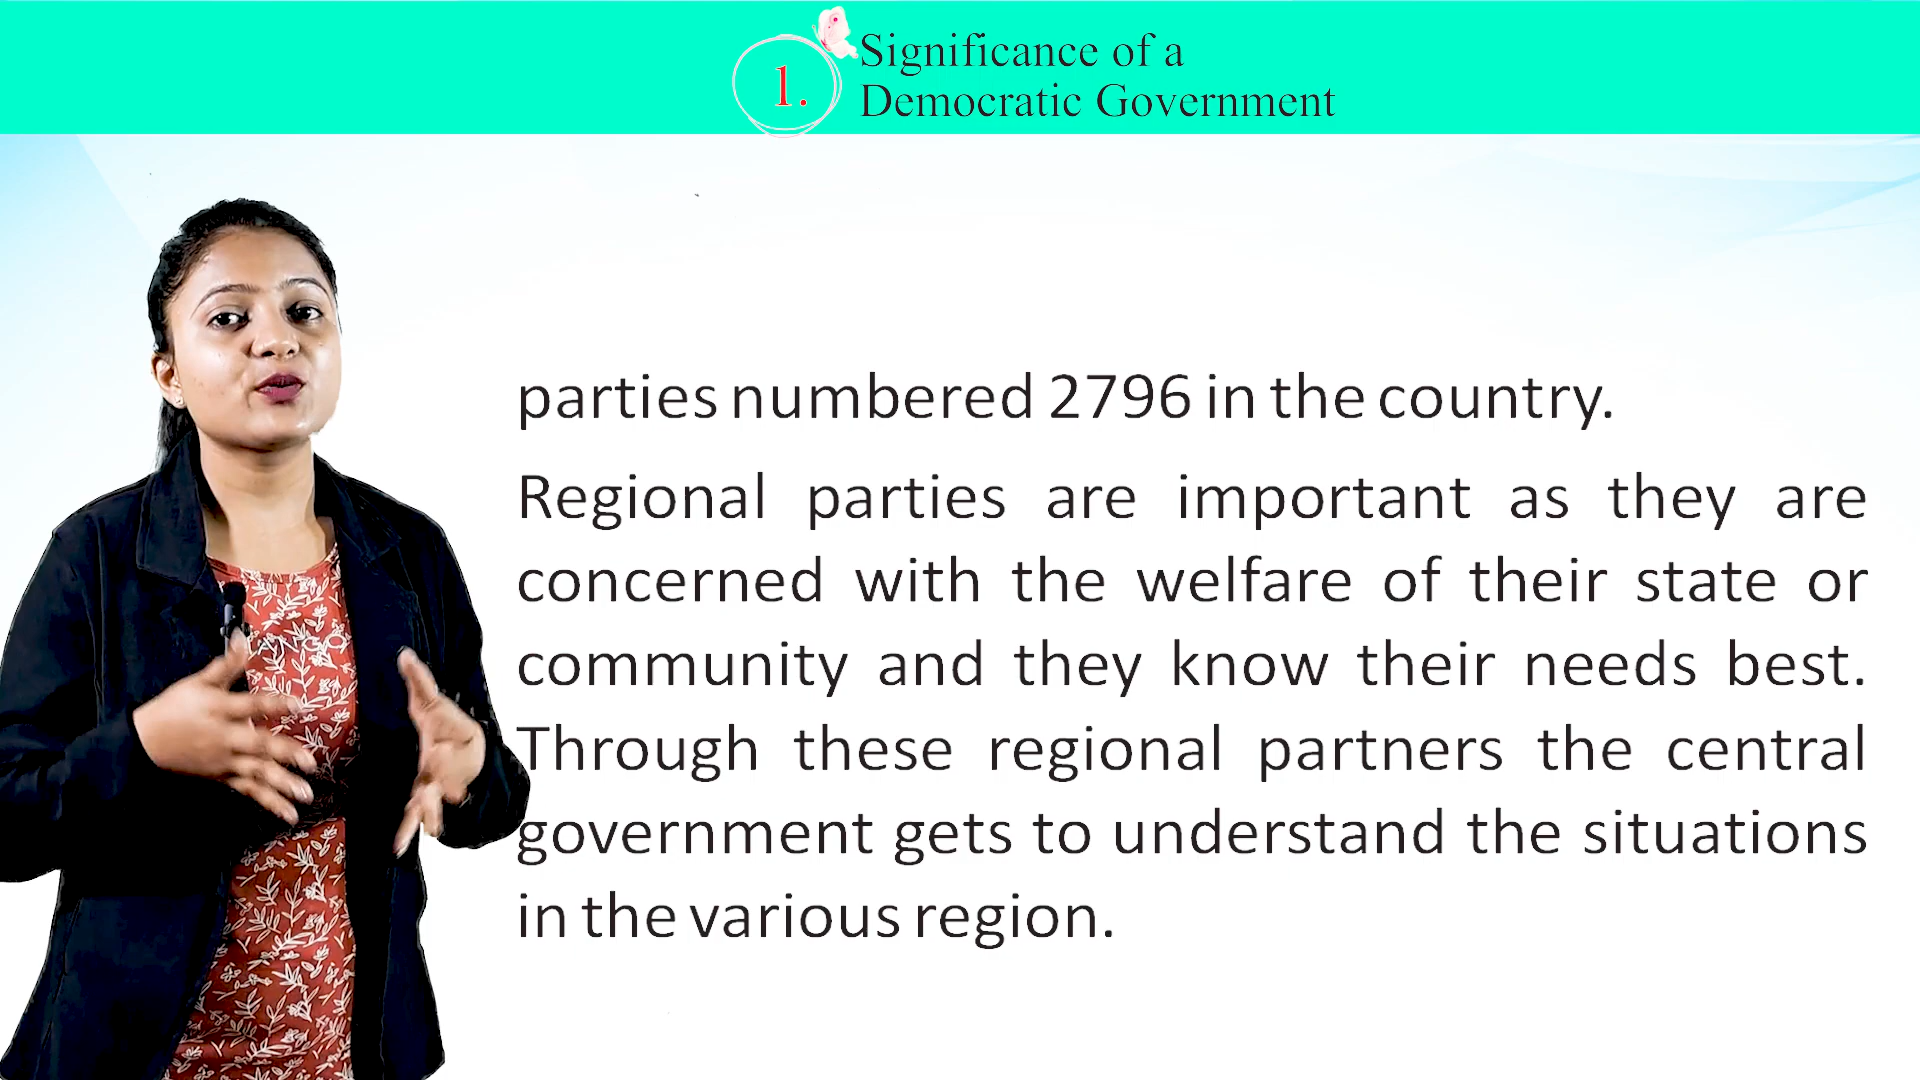 1.
Significance of a
Democratic Government
parties numbered 2796 in the country.
Regional parties are important as they are
concerned with the welfare of their state or
community and they know their needs best.
Through these regional partners the central
government gets to understand the situations
in the various region.